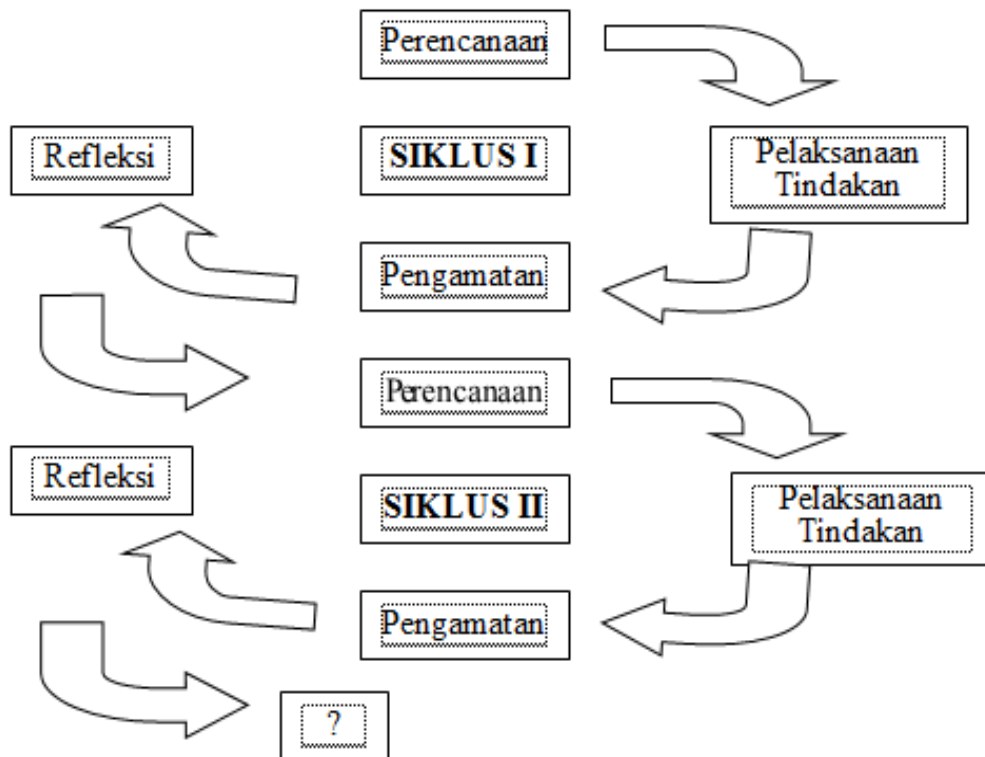 Perencanaan
Refleksi
SIKLUS I
Pelaksanaan
Tindakan
Pengamatan
Perencanaan
Refleksi
SIKLUS II
Pelaksanaan
Tindakan
Pengamatan
?